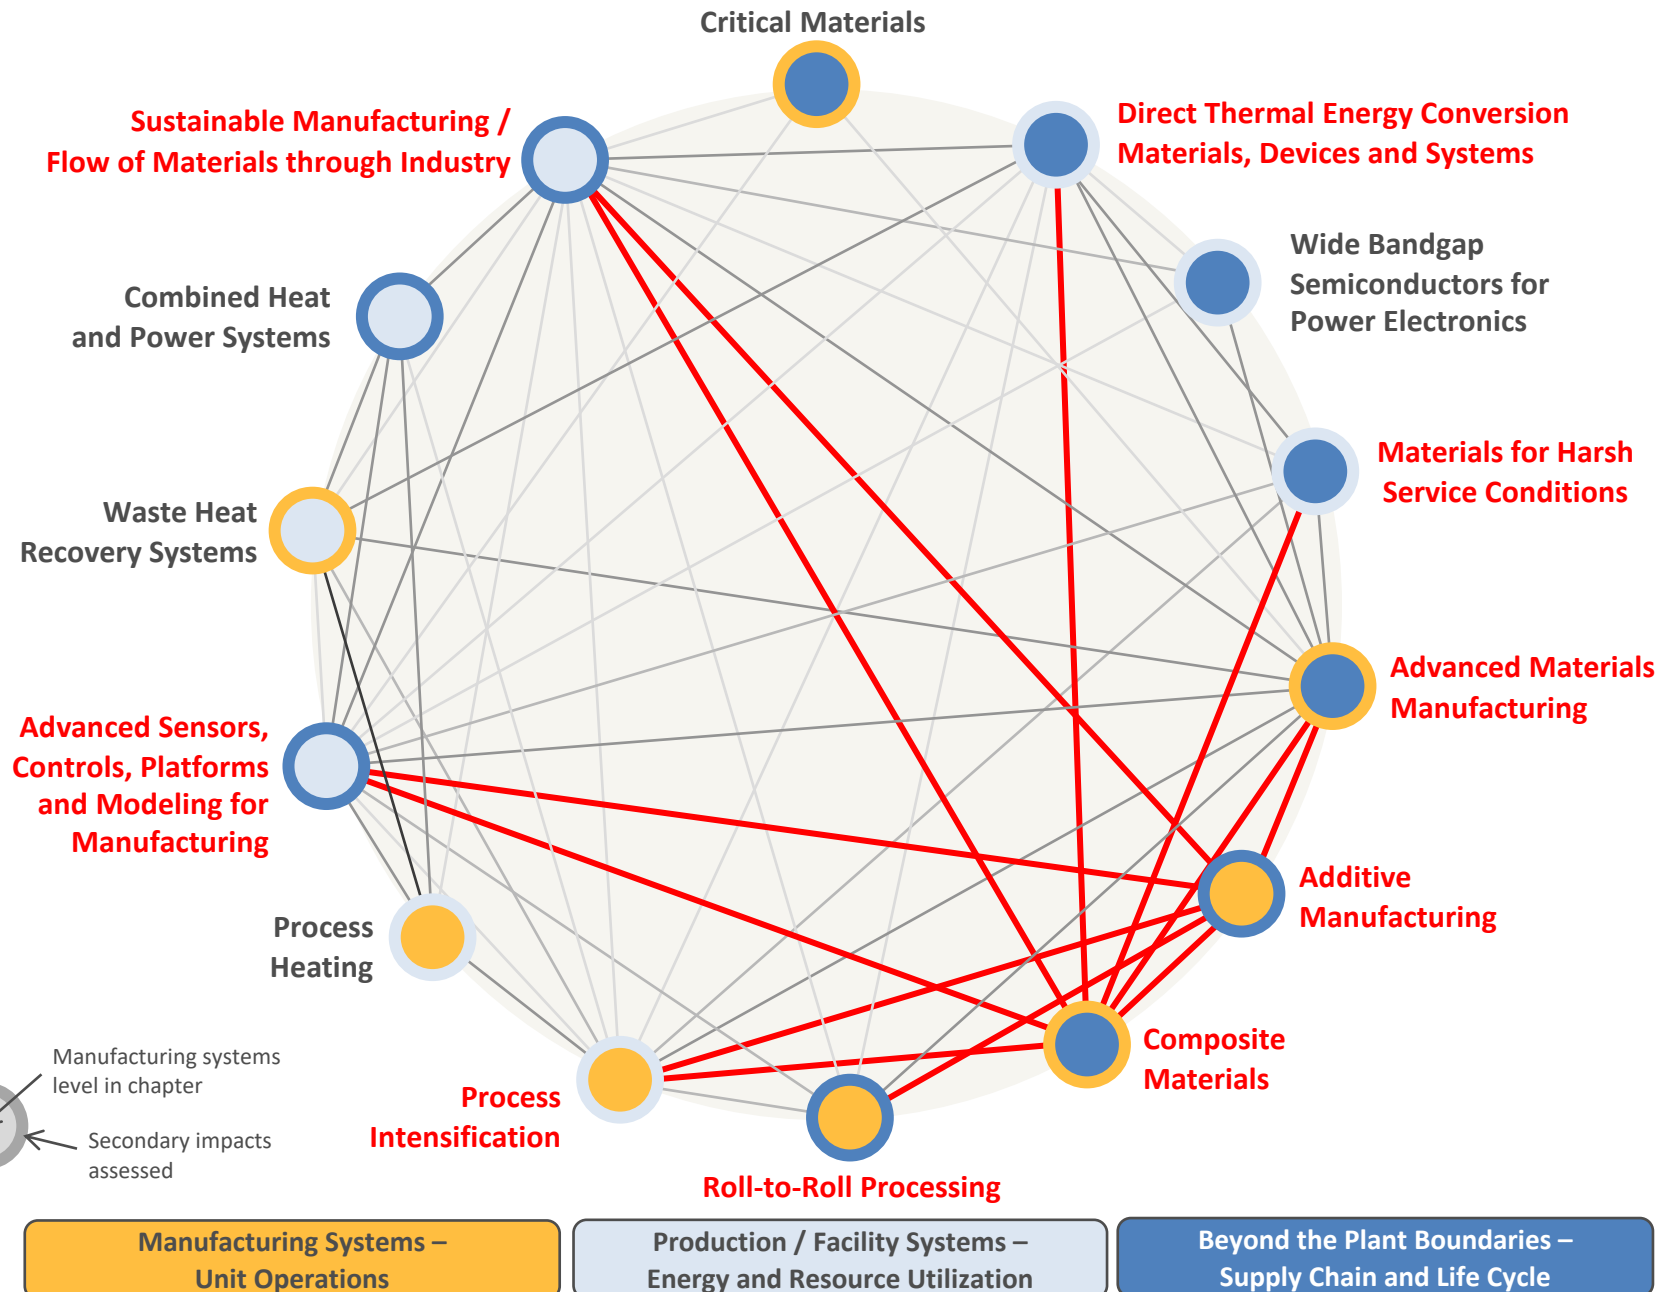 Critical Materials
Sustainable Manufacturing /
Flow of Materials through Industry
Direct Thermal Energy Conversion
Materials, Devices and Systems
Wide Bandgap
Semiconductors for
Power Electronics
Combined Heat
and Power Systems
Materials for Harsh
Service Conditions
Waste Heat
Recovery Systems
Advanced Materials
Manufacturing
Advanced Sensors,
Controls, Platforms
and Modeling for
Manufacturing
Additive
Manufacturing
Process
Heating
Composite
Materials
Manufacturing systems
level in chapter
Secondary impacts
assessed
Process
Intensification
Roll-to-Roll Processing
Manufacturing Systems –
Unit Operations
Production / Facility Systems –
Energy and Resource Utilization
Beyond the Plant Boundaries –
Supply Chain and Life Cycle